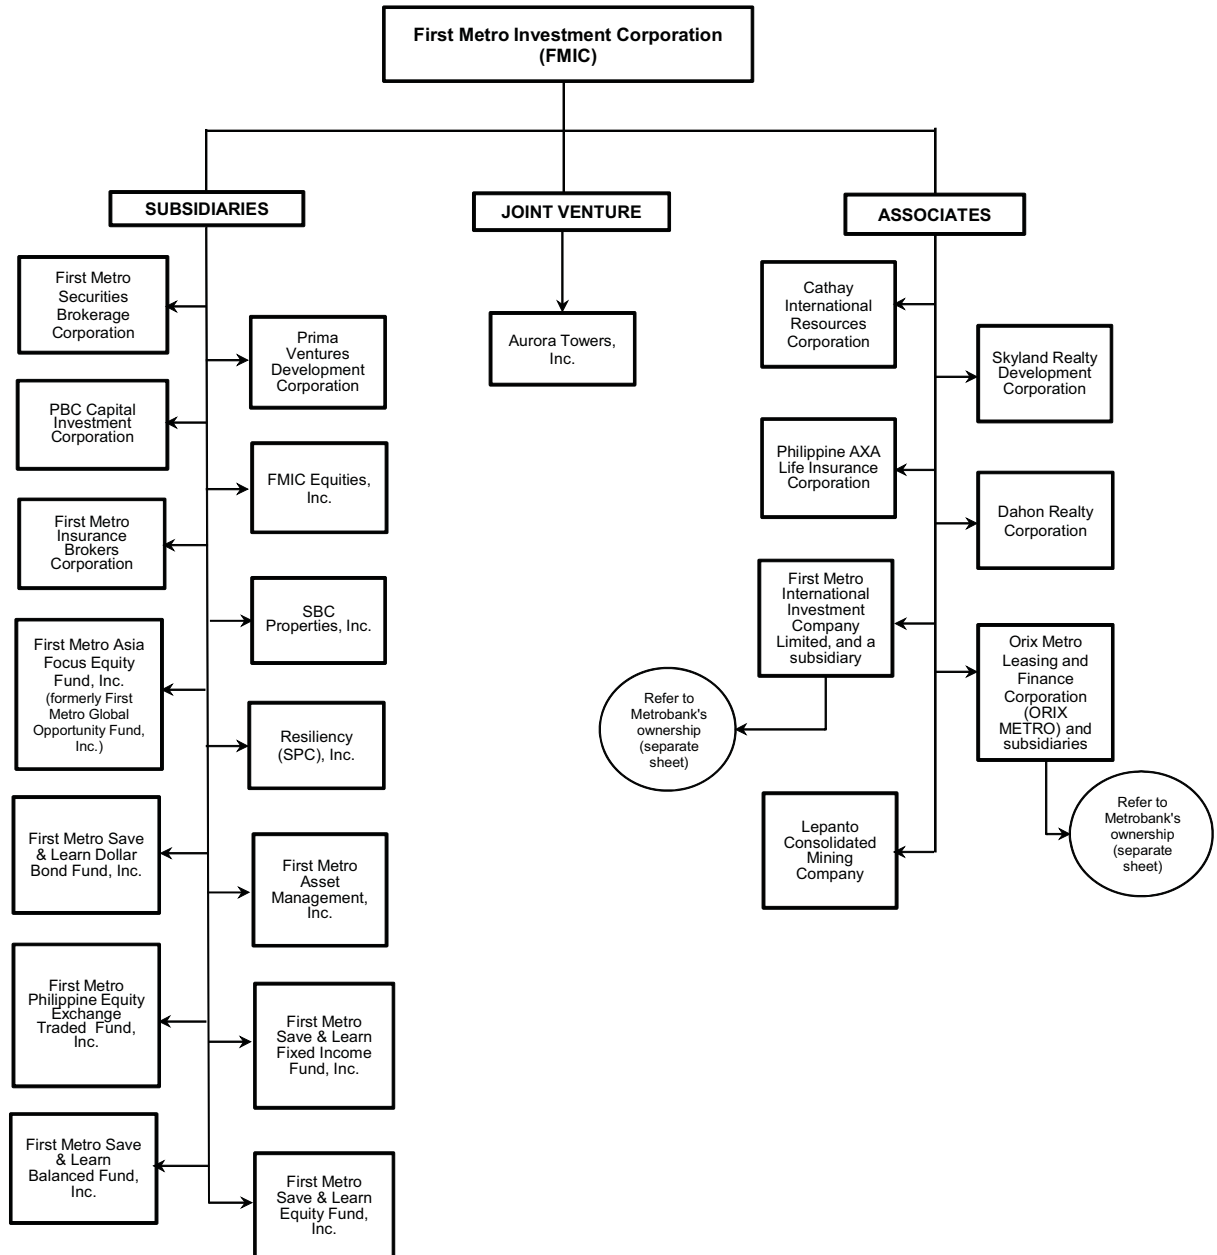 First Metro Investment Corporation
(FMIC)
SUBSIDIARIES
First Metro
Securities
Brokerage
Corporation
Prima
Ventures
Development
Corporation
PBC Capital
Investment
Corporation
FMIC Equities,
Inc.
First Metro
Insurance
Brokers
Corporation
SBC
Properties, Inc.
First Metro Asia
Focus Equity
Fund, Inc.
(formerly First
Metro Global
Opportunity Fund,
Inc.)
Resiliency
(SPC), Inc.
First Metro Save
& Learn Dollar
Bond Fund, Inc.
First Metro
Asset
Management,
Inc.
First Metro
Philippine Equity
Exchange
Traded Fund,
Inc.
First Metro
Save & Learn
Fixed Income
Fund, Inc.
First Metro Save
& Learn
Balanced Fund,
Inc.
First Metro
Save & Learn
Equity Fund,
Inc.
JOINT VENTURE
Aurora Towers,
Inc.
ASSOCIATES
Cathay
International
Resources
Corporation
Skyland Realty
Development
Corporation
Philippine AXA
Life Insurance
Corporation
Dahon Realty
Corporation
First Metro
International
Investment
Company
Limited, and a
subsidiary
Refer to
Metrobank's
ownership
(separate
sheet)
Orix Metro
Leasing and
Finance
Corporation
(ORIX
METRO) and
subsidiaries
Refer to
Metrobank's
ownership
(separate
sheet)
Lepanto
Consolidated
Mining
Company